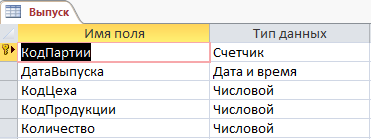 Выпуск
Имя поля Тип данных
КодПартии Счетчик
ДатаВыпуска Дата и время
КодЦеха Числовой
КодПродукции Числовой
Количество Числовой